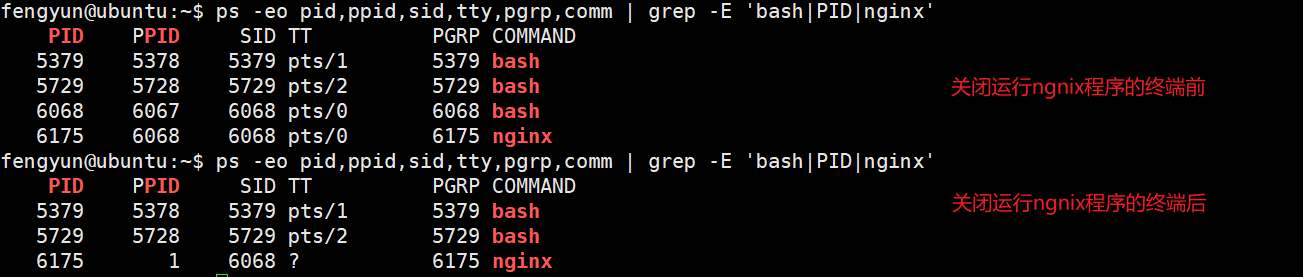 fengyun@ubuntu:~$ ps -eo pid,ppid,sid,tty,pgrp,comm | grep -E 'bash|PID|nginx'
PID PPID SID TT PGRP COMMAND
5379 5378 5379 pts/1 5379 bash
5729 5728 5729 pts/2 5729 bash
关闭运行ngnix程序的终端前
6068 6067 6068 pts/0 6068 bash
6175 6068 6068 pts/0 6175 nginx
fengyun@ubuntu:~$ ps -eo pid,ppid,sid,tty,pgrp,comm | grep -E 'bash|PID|nginx'
PID PPID SID TT PGRP COMMAND
5379 5378 5379 pts/1 5379 bash
关闭运行ngnix程序的终端后
5729 5728 5729 pts/2 5729 bash
6175 1 6068 ? 6175 nginx